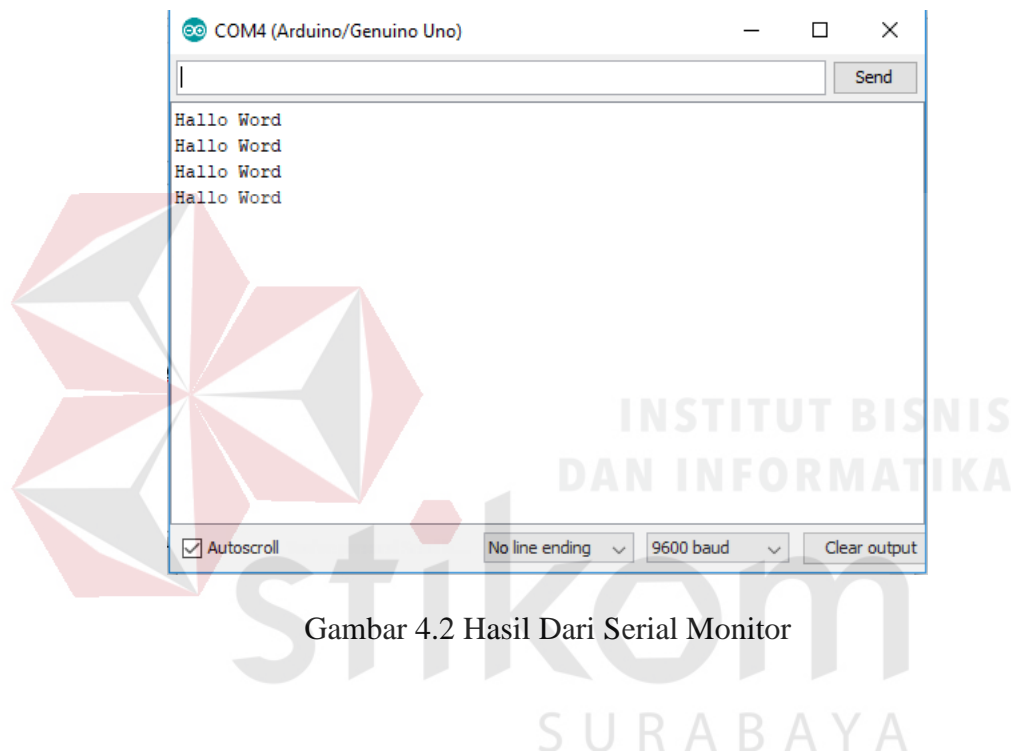 COM4 (Arduino/Genuino Uno)
Send
Hallo Word
Hallo Word
Hallo Word
Hallo Word
INSTITUT BISNIS
DAN INFORMATIKA
Autoscroll
No line ending
9600 baud
Clear output
stikom
Gambar 4.2 Hasil Dari Serial Monitor
SURABAYA